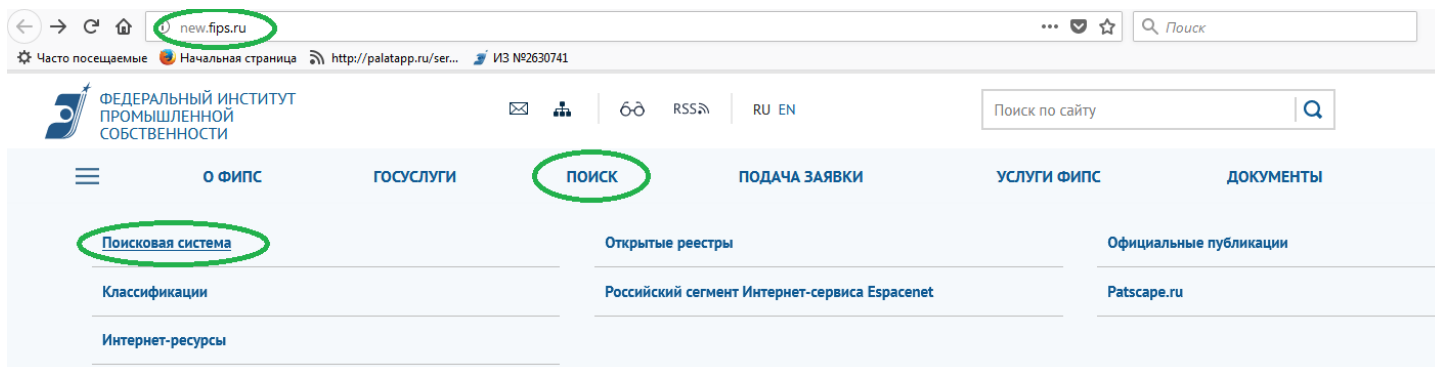 new.fips.ru
Поиск
Часто посещаемые Начальная страница http://palatapp.ru/ser... ИЗ №2630741
ФЕДЕРАЛЬНЫЙ ИНСТИТУТ
ПРОМЫШЛЕННОЙ
СОБСТВЕННОСТИ
RSS RU EN
Поиск по сайту
О ФИПС ГОСУСЛУГИ ПОИСК ПОДАЧА ЗАЯВКИ УСЛУГИ ФИПС ДОКУМЕНТЫ
Поисковая система Открытые реестры Официальные публикации
Классификации Российский сегмент Интернет-сервиса Espacenet Patscape.ru
Интернет-ресурсы